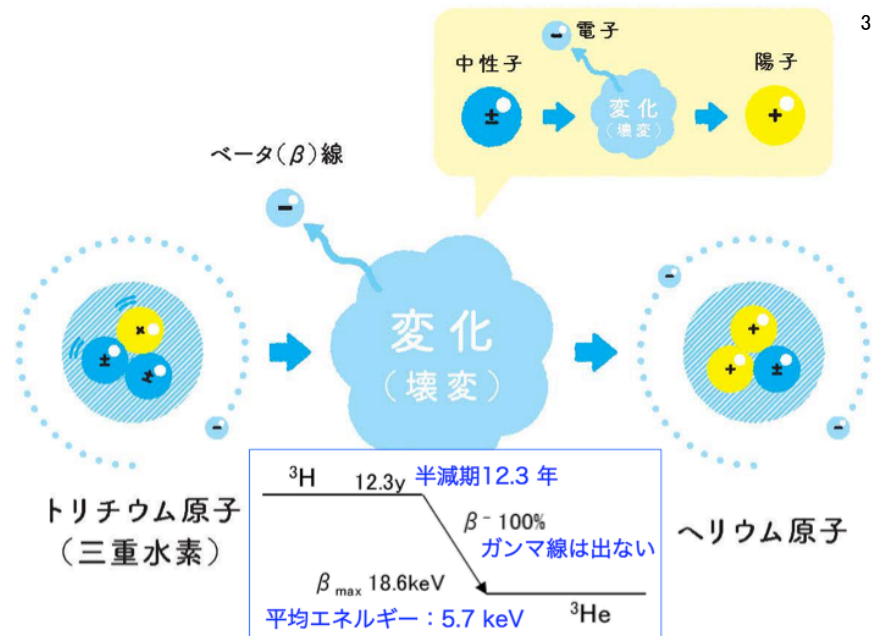 3
電子
中性子
陽子
±
−
変化
(壊変)
+
ベータ(β)線
−
変化
(壊変)
トリチウム原子
(三重水素)
ヘリウム原子
³H
12.3y 半減期12.3 年
β⁻ 100%
ガンマ線は出ない
βmax 18.6keV
平均エネルギー：5.7 keV
³He